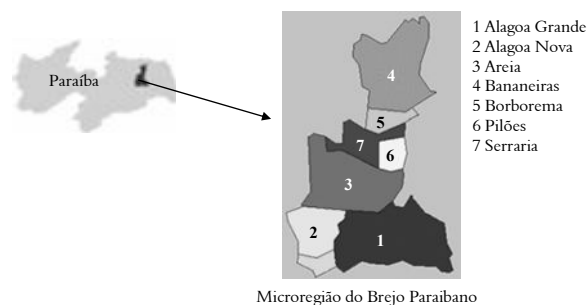 Paraíba
4
5
7
6
3
2
1
1 Alagoa Grande
2 Alagoa Nova
3 Areia
4 Bananeiras
5 Borborema
6 Pilões
7 Serraria
Microregião do Brejo Paraibano